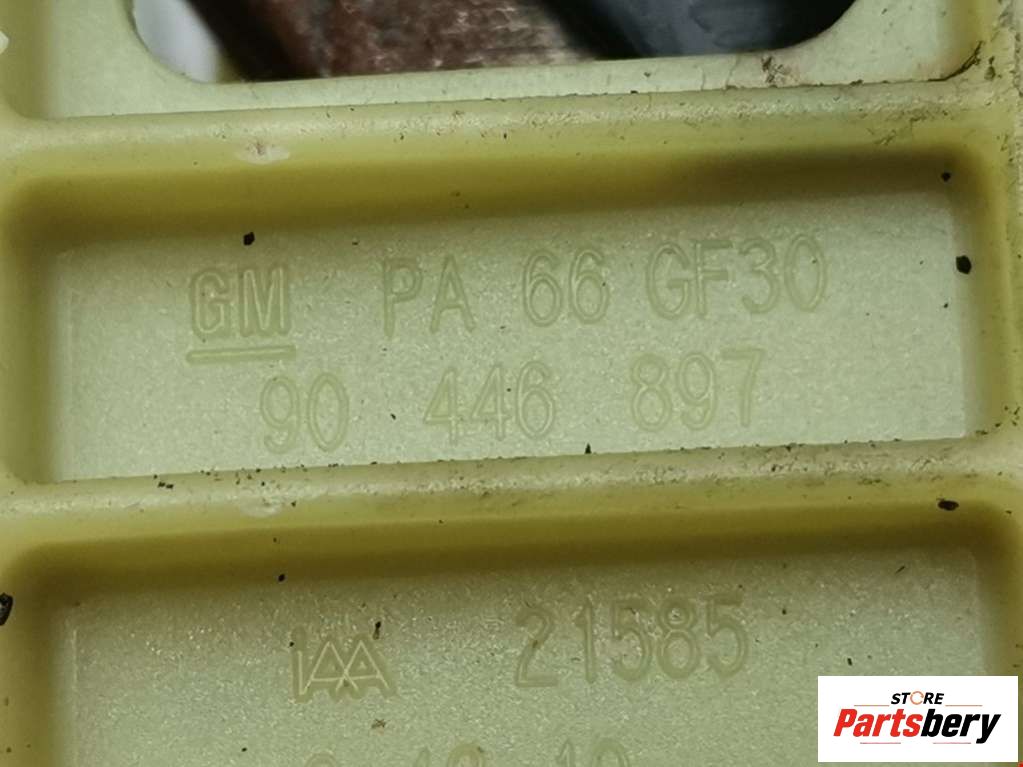 GM PA 66 GF30
90 446 897
21585
STORE
Partsbery